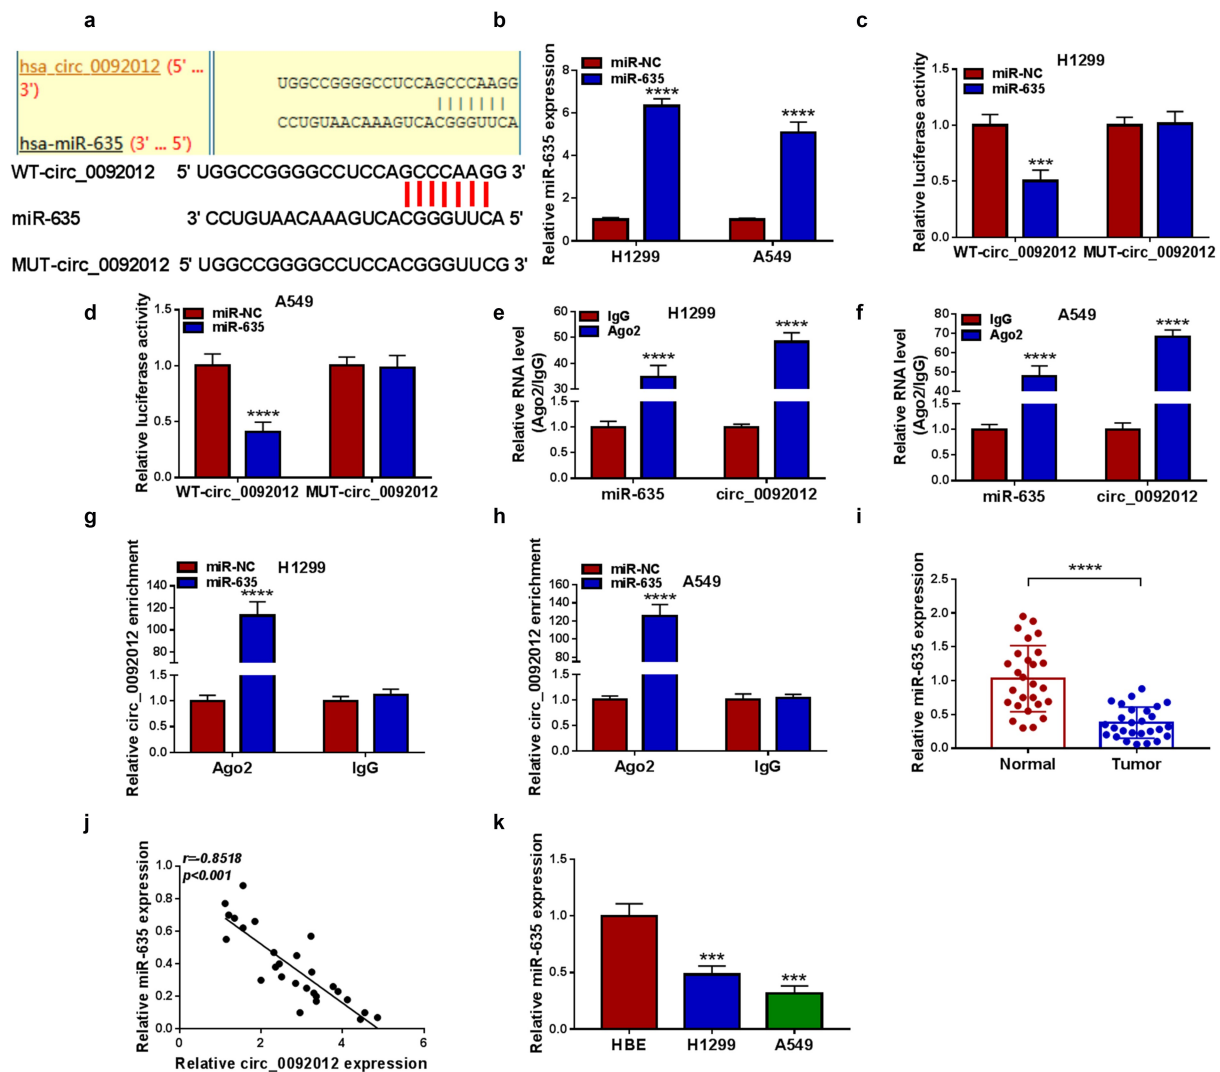 a
hsa_circ_0092012 (5' ...
3')
UGGCCGGGGCCUCCAGCCCAAGG
CCUGUAACAAAGUCACGGGUUCA
hsa-miR-635 (3' ... 5')
WT-circ_0092012 5' UGGCCGGGGCCUCCAGCCCAAGG 3'
miR-635 3' CCUGUAACAAAGUCACGGGUUCA 5'
MUT-circ_0092012 5' UGGCCGGGGCCUCCACGGGUUCG 3'
b
miR-NC
miR-635
Relative miR-635 expression
8
6
4
2
0
****
****
H1299 A549
c
miR-NC
miR-635
H1299
Relative luciferase activity
1.5
1.0
0.5
0.0
***
WT-circ_0092012 MUT-circ_0092012
d
miR-NC
miR-635
A549
Relative luciferase activity
1.5
1.0
0.5
0.0
****
WT-circ_0092012 MUT-circ_0092012
e
IgG
Ago2
H1299
Relative RNA level
(Ago2/IgG)
60
50
40
30
1.5
1.0
0.5
0.0
****
****
miR-635 circ_0092012
f
IgG
Ago2
A549
Relative RNA level
(Ago2/IgG)
80
70
60
50
40
1.5
1.0
0.5
0.0
****
****
miR-635 circ_0092012
g
miR-NC
miR-635
H1299
Relative circ_0092012 enrichment
140
120
100
80
1.5
1.0
0.5
0.0
****
Ago2 IgG
h
miR-NC
miR-635
A549
Relative circ_0092012 enrichment
160
140
120
100
80
1.5
1.0
0.5
0.0
****
Ago2 IgG
i
Relative miR-635 expression
2.5
2.0
1.5
1.0
0.5
0.0
****
Normal Tumor
j
r=-0.8518
p<0.001
Relative miR-635 expression
1.0
0.8
0.6
0.4
0.2
0.0
0 2 4 6
Relative circ_0092012 expression
k
Relative miR-635 expression
1.5
1.0
0.5
0.0
***
***
HBE H1299 A549